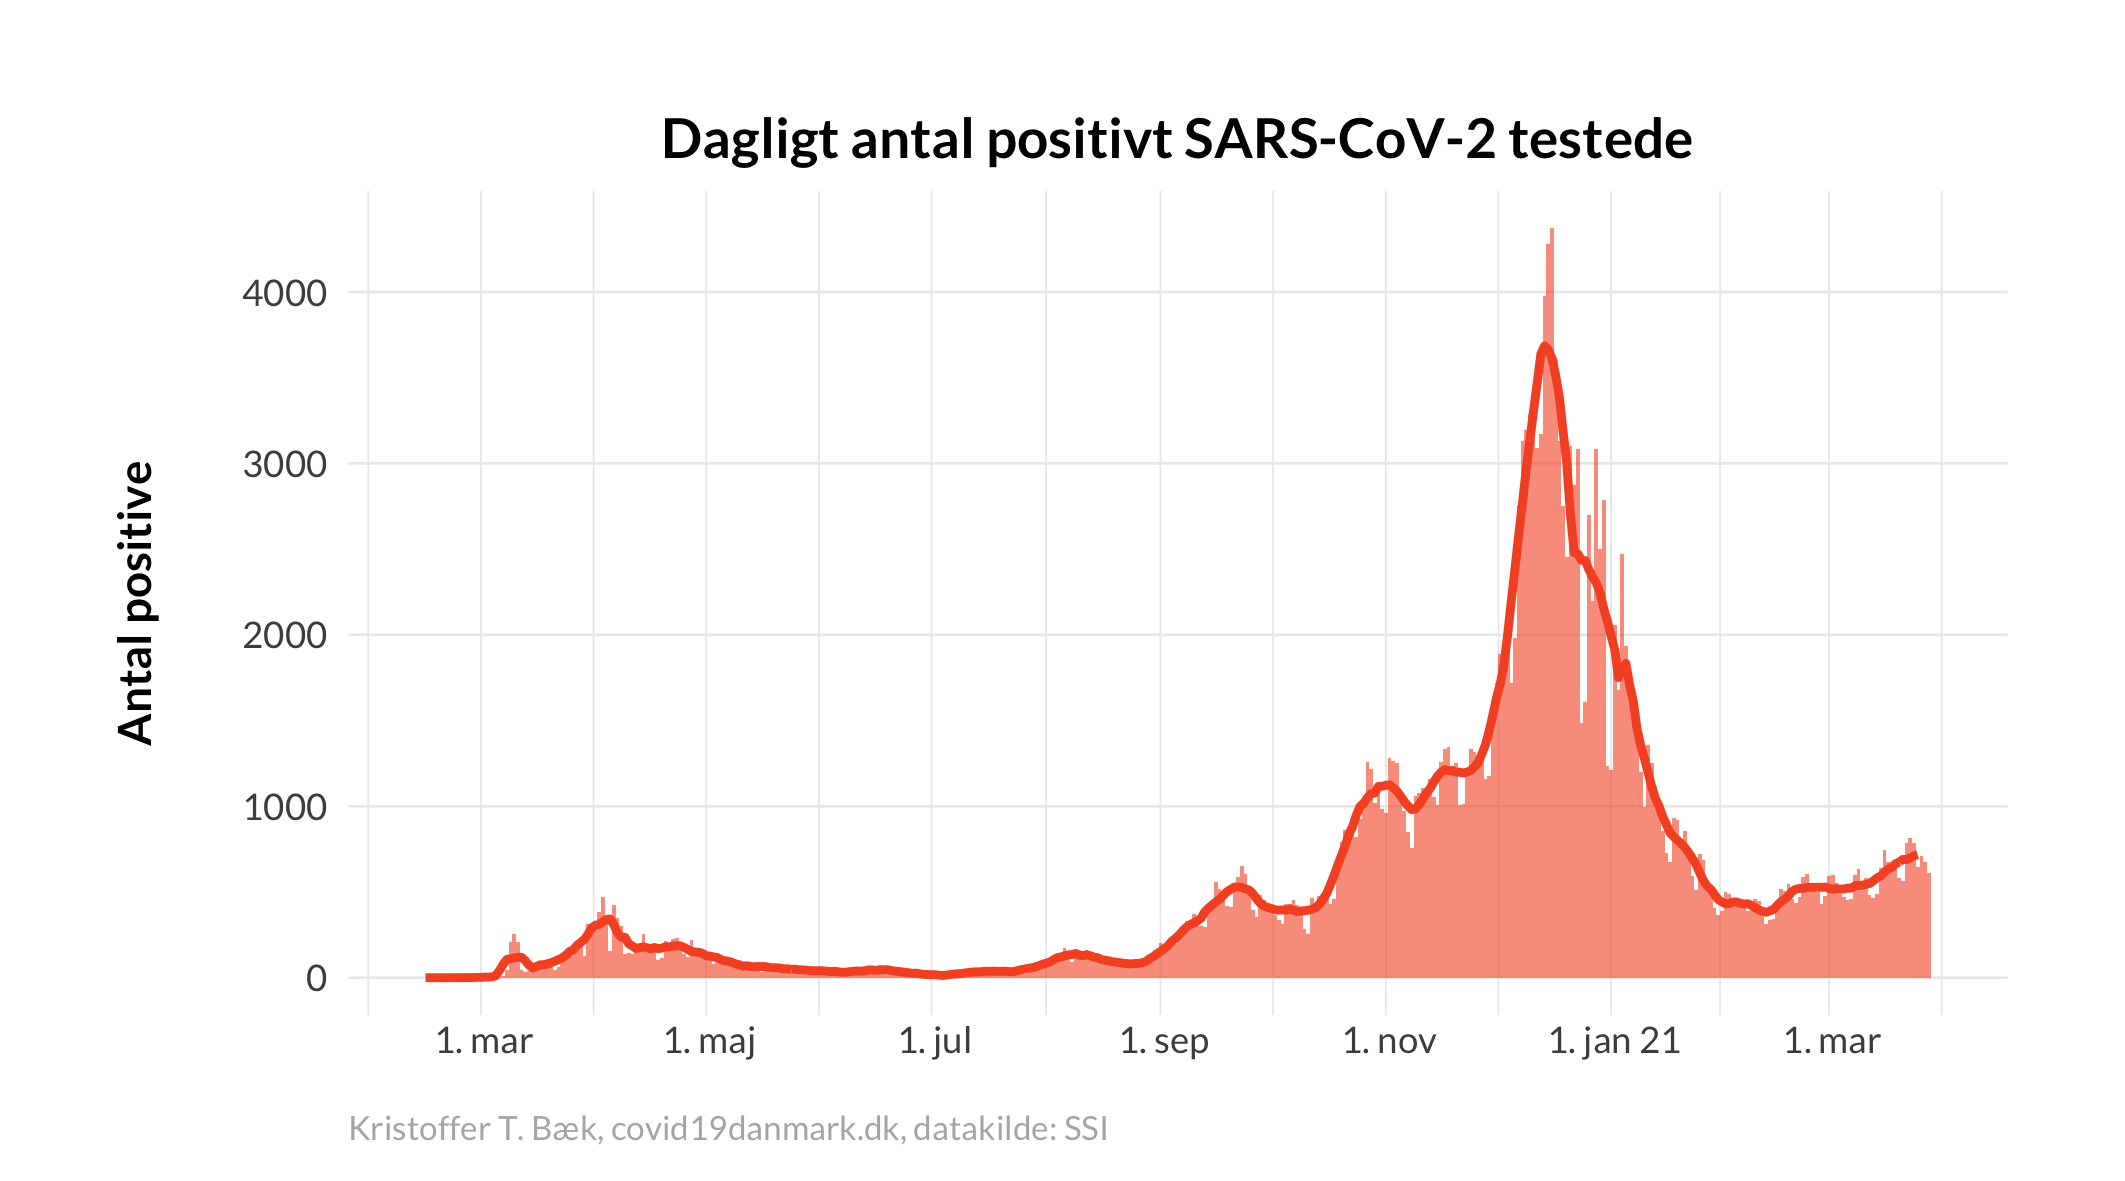 Dagligt antal positivt SARS-CoV-2 testede
Antal positive
4000
3000
2000
1000
0
1. mar
1. maj
1. jul
1. sep
1. nov
1. jan 21
1. mar
Kristoffer T. Bæk, covid19danmark.dk, datakilde: SSI